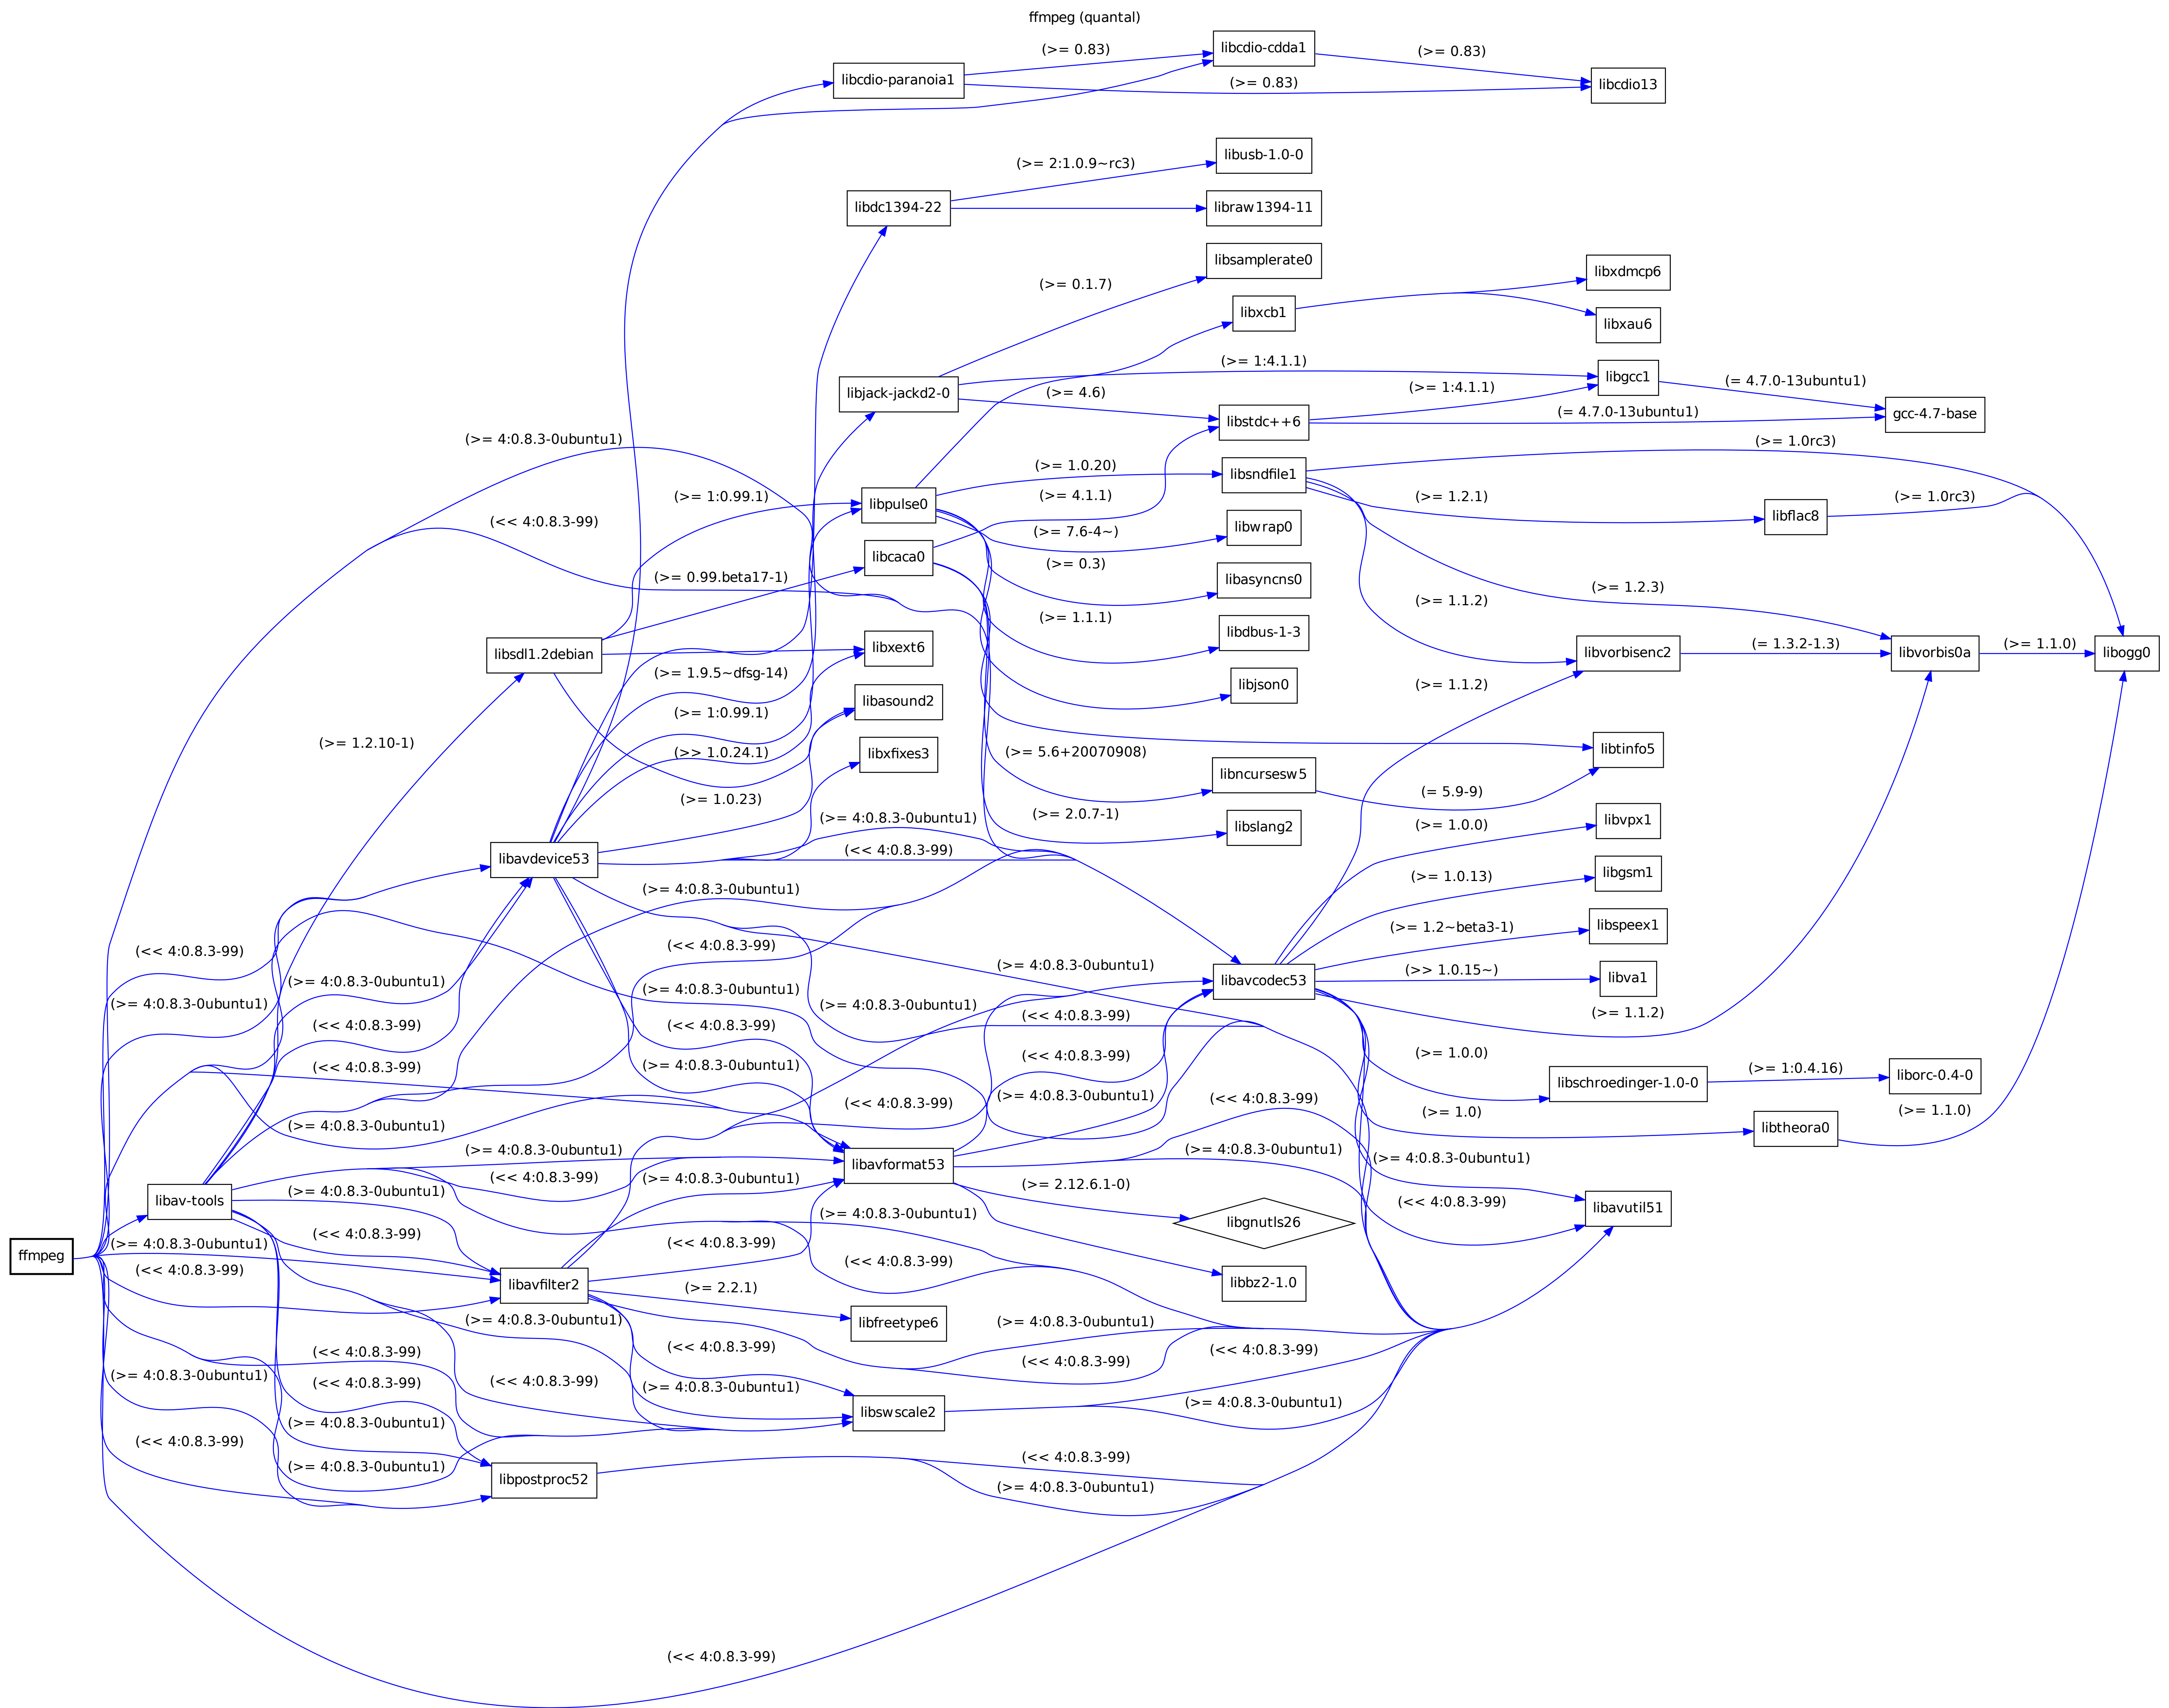 ffmpeg (quantal)
(>= 0.83)
libcdio-cdda1
(>= 0.83)
libcdio-paranoia1
(>= 0.83)
libcdio13
libusb-1.0-0
(>= 2:1.0.9~rc3)
libdc1394-22
libraw1394-11
libsamplerate0
libxdmcp6
(>= 0.1.7)
libxcb1
libxau6
(>= 1:4.1.1)
libgcc1
(= 4.7.0-13ubuntu1)
libjack-jackd2-0
(>= 4.6)
(>= 1:4.1.1)
libstdc++6
(= 4.7.0-13ubuntu1)
gcc-4.7-base
(>= 4:0.8.3-0ubuntu1)
(>= 1.0rc3)
(>= 1.0.20)
libsndfile1
(>= 1:0.99.1)
libpulse0
(>= 4.1.1)
(>= 1.2.1)
(>= 1.0rc3)
libflac8
(<< 4:0.8.3-99)
(>= 7.6-4~)
libwrap0
libcaca0
(>= 0.3)
(>= 0.99.beta17-1)
libasyncns0
(>= 1.2.3)
(>= 1.1.2)
(>= 1.1.1)
libdbus-1-3
libsdl1.2debian
libxext6
libvorbisenc2
(= 1.3.2-1.3)
libvorbis0a
(>= 1.1.0)
libogg0
(>= 1.9.5~dfsg-14)
libjson0
(>= 1.1.2)
libasound2
(>= 1:0.99.1)
(>= 1.2.10-1)
(>> 1.0.24.1)
libxfixes3
(>= 5.6+20070908)
libtinfo5
libncursesw5
(= 5.9-9)
(>= 1.0.23)
(>= 4:0.8.3-0ubuntu1)
(>= 2.0.7-1)
libslang2
(>= 1.0.0)
libvpx1
libavdevice53
(<< 4:0.8.3-99)
(>= 1.0.13)
libgsm1
(>= 4:0.8.3-0ubuntu1)
(>= 1.2~beta3-1)
libspeex1
(<< 4:0.8.3-99)
(<< 4:0.8.3-99)
(>= 4:0.8.3-0ubuntu1)
(>= 4:0.8.3-0ubuntu1)
(>= 4:0.8.3-0ubuntu1)
libavcodec53
(>> 1.0.15~)
libva1
(>= 4:0.8.3-0ubuntu1)
(>= 4:0.8.3-0ubuntu1)
(<< 4:0.8.3-99)
(<< 4:0.8.3-99)
(<< 4:0.8.3-99)
(>= 1.1.2)
(<< 4:0.8.3-99)
(>= 4:0.8.3-0ubuntu1)
(<< 4:0.8.3-99)
(>= 1.0.0)
libschroedinger-1.0-0
(>= 1:0.4.16)
liborc-0.4-0
(<< 4:0.8.3-99)
(>= 4:0.8.3-0ubuntu1)
(<< 4:0.8.3-99)
(>= 1.0)
libtheora0
(>= 1.1.0)
(>= 4:0.8.3-0ubuntu1)
(>= 4:0.8.3-0ubuntu1)
(>= 4:0.8.3-0ubuntu1)
(>= 4:0.8.3-0ubuntu1)
libavformat53
(<< 4:0.8.3-99)
(>= 4:0.8.3-0ubuntu1)
(>= 2.12.6.1-0)
libav-tools
(>= 4:0.8.3-0ubuntu1)
(<< 4:0.8.3-99)
libavutil51
(>= 4:0.8.3-0ubuntu1)
libgnutls26
(<< 4:0.8.3-99)
(<< 4:0.8.3-99)
(>= 4:0.8.3-0ubuntu1)
ffmpeg
(<< 4:0.8.3-99)
(<< 4:0.8.3-99)
libavfilter2
(>= 2.2.1)
libbz2-1.0
(>= 4:0.8.3-0ubuntu1)
libfreetype6
(>= 4:0.8.3-0ubuntu1)
(<< 4:0.8.3-99)
(<< 4:0.8.3-99)
(<< 4:0.8.3-99)
(<< 4:0.8.3-99)
(>= 4:0.8.3-0ubuntu1)
(<< 4:0.8.3-99)
(<< 4:0.8.3-99)
(>= 4:0.8.3-0ubuntu1)
libswscale2
(>= 4:0.8.3-0ubuntu1)
(>= 4:0.8.3-0ubuntu1)
(<< 4:0.8.3-99)
(<< 4:0.8.3-99)
(>= 4:0.8.3-0ubuntu1)
libpostproc52
(>= 4:0.8.3-0ubuntu1)
(<< 4:0.8.3-99)